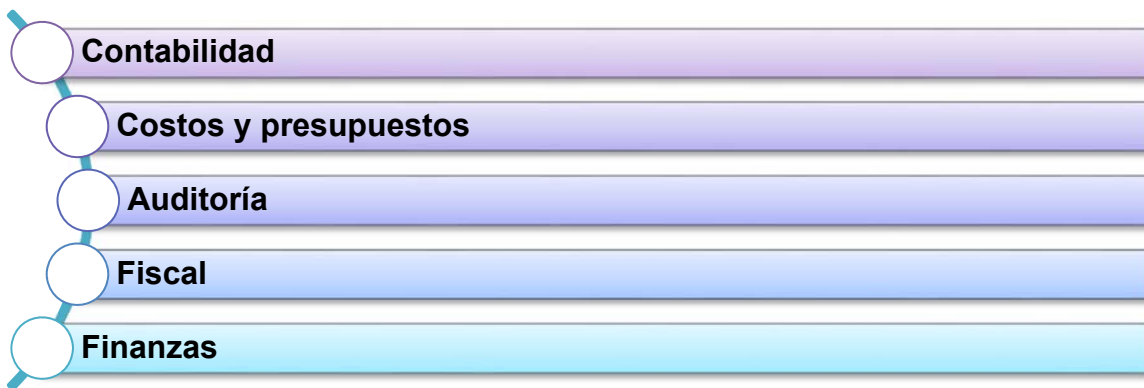 Contabilidad
Costos y presupuestos
Auditoría
Fiscal
Finanzas